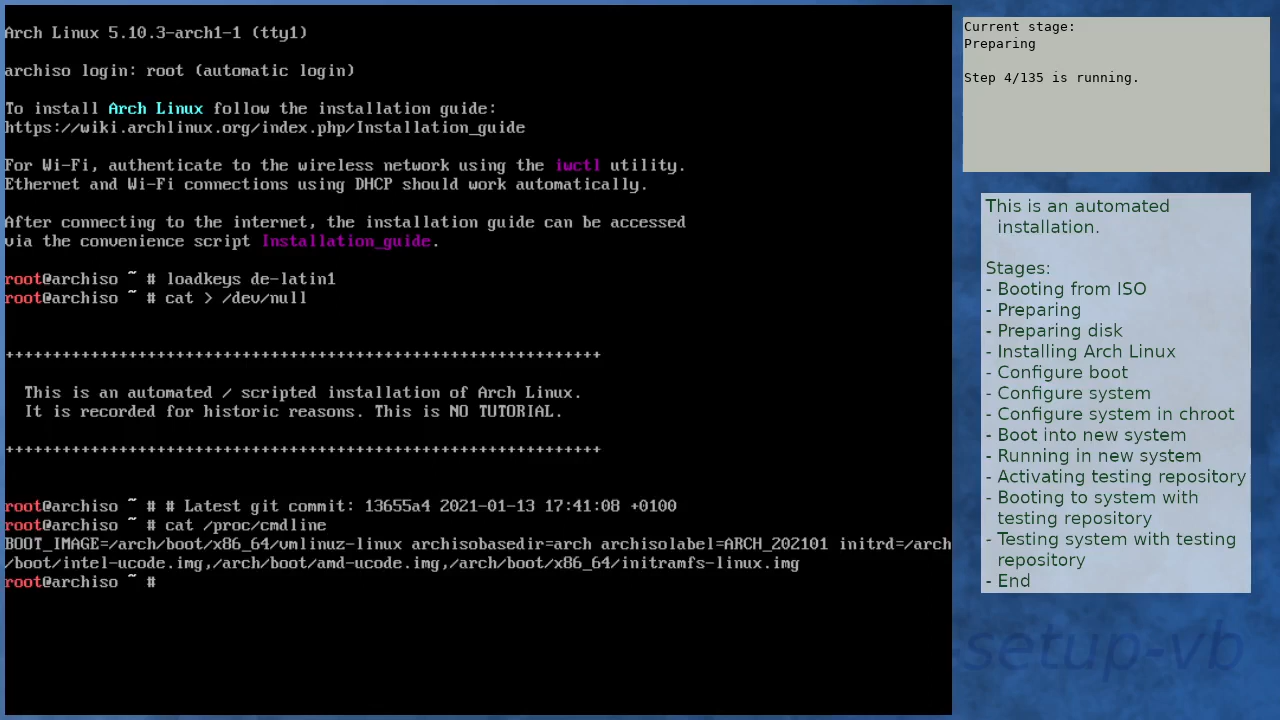 Arch Linux 5.10.3-arch1-1 (tty1)
archiso login: root (automatic login)
To install Arch Linux follow the installation guide:
https://wiki.archlinux.org/index.php/Installation_guide
For Wi-Fi, authenticate to the wireless network using the iwctl utility.
Ethernet and Wi-Fi connections using DHCP should work automatically.
After connecting to the internet, the installation guide can be accessed
via the convenience script Installation_guide.
root@archiso ~ # loadkeys de-latin1
root@archiso ~ # cat > /dev/null
+++++++++++++++++++++++++++++++++++++++++++++++++++++++++++++++
This is an automated / scripted installation of Arch Linux.
It is recorded for historic reasons. This is NO TUTORIAL.
+++++++++++++++++++++++++++++++++++++++++++++++++++++++++++++++
root@archiso ~ # # Latest git commit: 13655a4 2021-01-13 17:41:08 +0100
root@archiso ~ # cat /proc/cmdline
BOOT_IMAGE=/arch/boot/x86_64/vmlinuz-linux archisobasedir=arch archisolabel=ARCH_202101 initrd=/arch
/boot/intel-ucode.img,/arch/boot/amd-ucode.img,/arch/boot/x86_64/initramfs-linux.img
root@archiso ~ #
Current stage:
Preparing
Step 4/135 is running.
This is an automated
installation.
Stages:
- Booting from ISO
- Preparing
- Preparing disk
- Installing Arch Linux
- Configure boot
- Configure system
- Configure system in chroot
- Boot into new system
- Running in new system
- Activating testing repository
- Booting to system with
testing repository
- Testing system with testing
repository
- End
-setup-vb